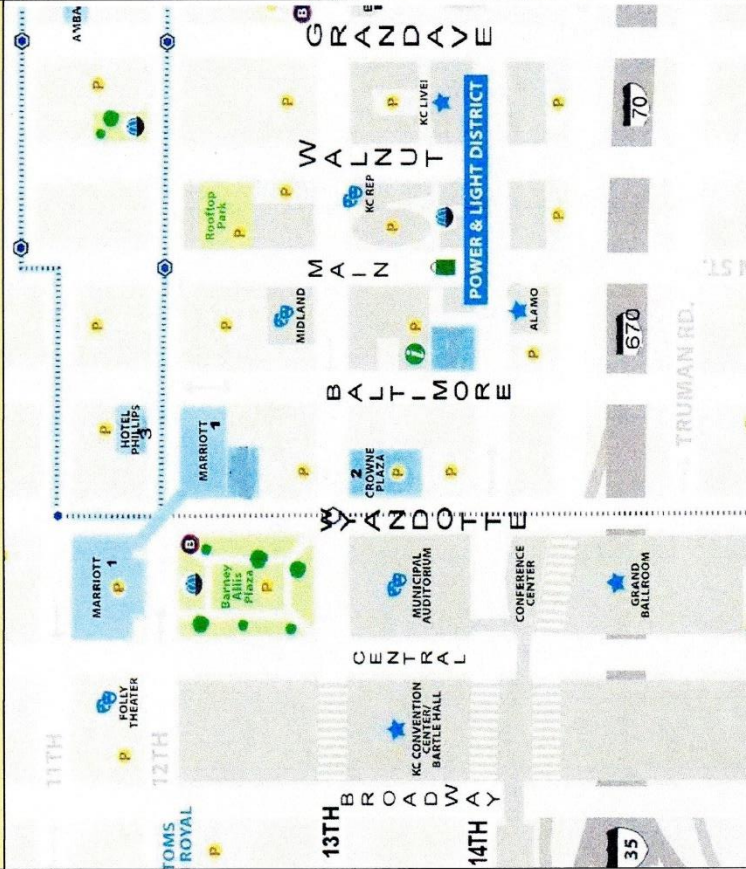 AMBA
GRAND AVE
B
E
P
P
P
P
KC LIVE!
70
WALNUT
POWER & LIGHT DISTRICT
Rooftop
Park
P
P
KC REP
P
P
MAIN
N ST.
P
P
MIDLAND
P
i
ALAMO
P
670
TRUMAN RD.
BALTIMORE
P
HOTEL
PHILLIPS
3
MARRIOTT
1
P
2
CROWNE
PLAZA
P
P
WYANDOTTE
MARRIOTT
1
P
B
Barney
Allis
Plaza
P
MUNICIPAL
AUDITORIUM
CONFERENCE
CENTER
GRAND
BALLROOM
CENTRAL
FOLLY
THEATER
P
KC CONVENTION
CENTER/
BARTLE HALL
11TH
12TH
BROADWAY
TOMS
ROYAL
P
13TH
14TH
35